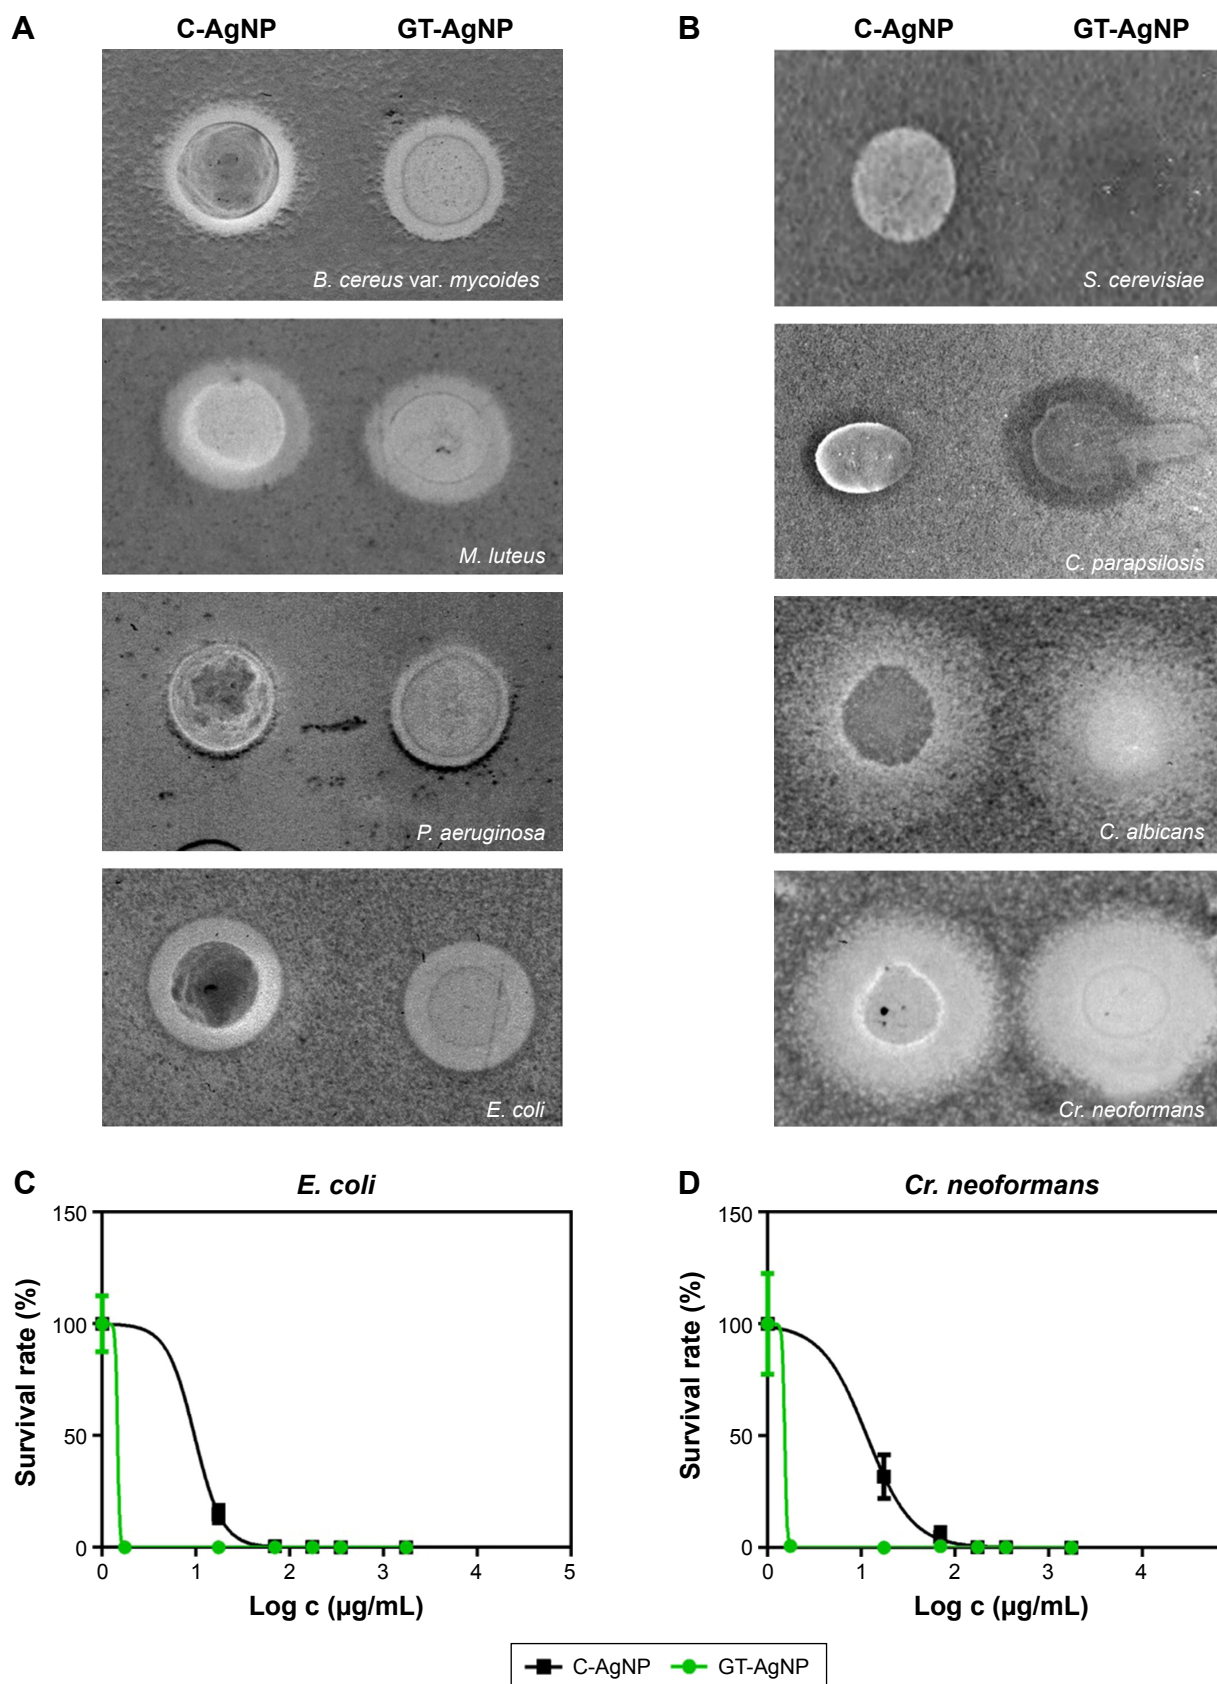 A
C-AgNP GT-AgNP
B. cereus var. mycoides
M. luteus
P. aeruginosa
E. coli
B
C-AgNP GT-AgNP
S. cerevisiae
C. parapsilosis
C. albicans
Cr. neoformans
C
E. coli
150
100
50
0
Survival rate (%)
0 1 2 3 4 5
Log c (µg/mL)
D
Cr. neoformans
150
100
50
0
Survival rate (%)
0 1 2 3 4
Log c (µg/mL)
C-AgNP GT-AgNP